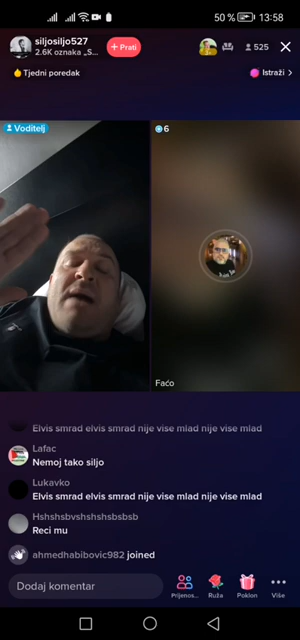 50 % 13:58
siljosiljo527
2.6K oznaka „S...
+ Prati
525
Tjedni poredak
Istraži
Voditelj
6
Faćo
Elvis smrad elvis smrad nije vise mlad nije vise mlad
Lafac
Nemoj tako siljo
Lukavko
Elvis smrad elvis smrad nije vise mlad nije vise mlad
Hshshsbvshshshsbsbsb
Reci mu
ahmedhabibovic982 joined
Dodaj komentar
Prijenos...
Ruža
Poklon
Više